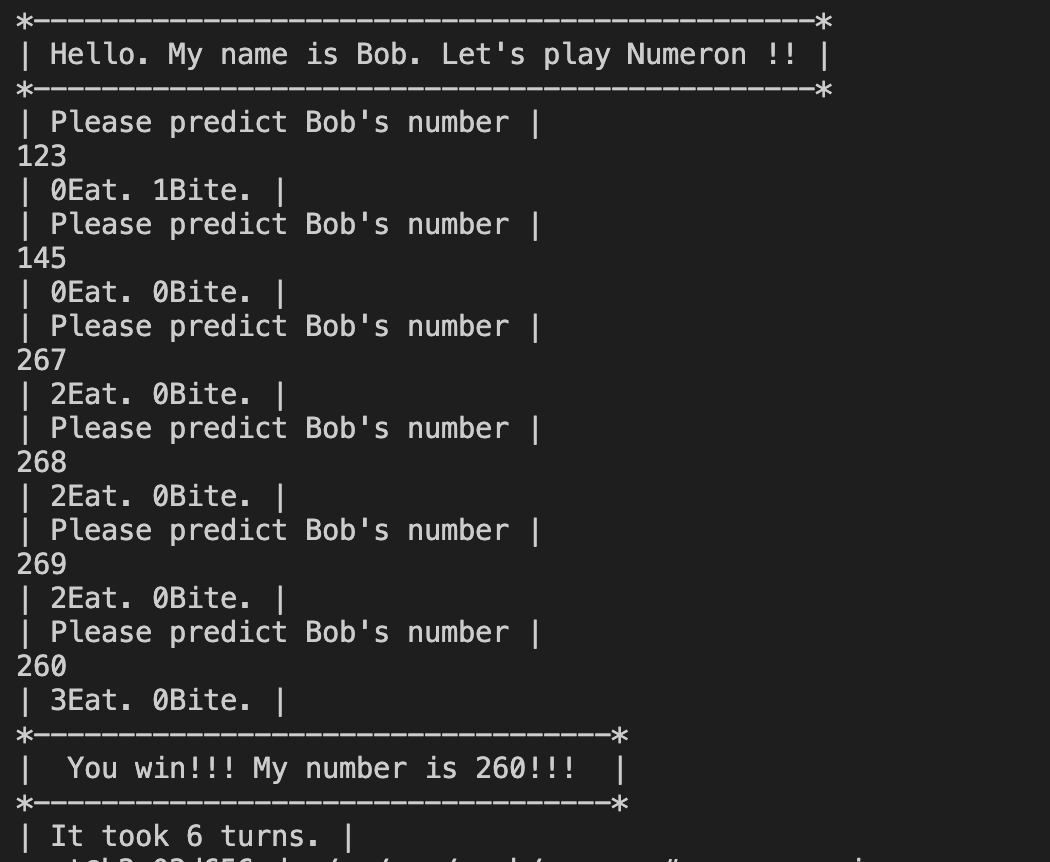 *----------------------------------------------*
| Hello. My name is Bob. Let's play Numeron !! |
*----------------------------------------------*
| Please predict Bob's number |
123
| 0Eat. 1Bite. |
| Please predict Bob's number |
145
| 0Eat. 0Bite. |
| Please predict Bob's number |
267
| 2Eat. 0Bite. |
| Please predict Bob's number |
268
| 2Eat. 0Bite. |
| Please predict Bob's number |
269
| 2Eat. 0Bite. |
| Please predict Bob's number |
260
| 3Eat. 0Bite. |
*----------------------------------*
|  You win!!! My number is 260!!!  |
*----------------------------------*
| It took 6 turns. |